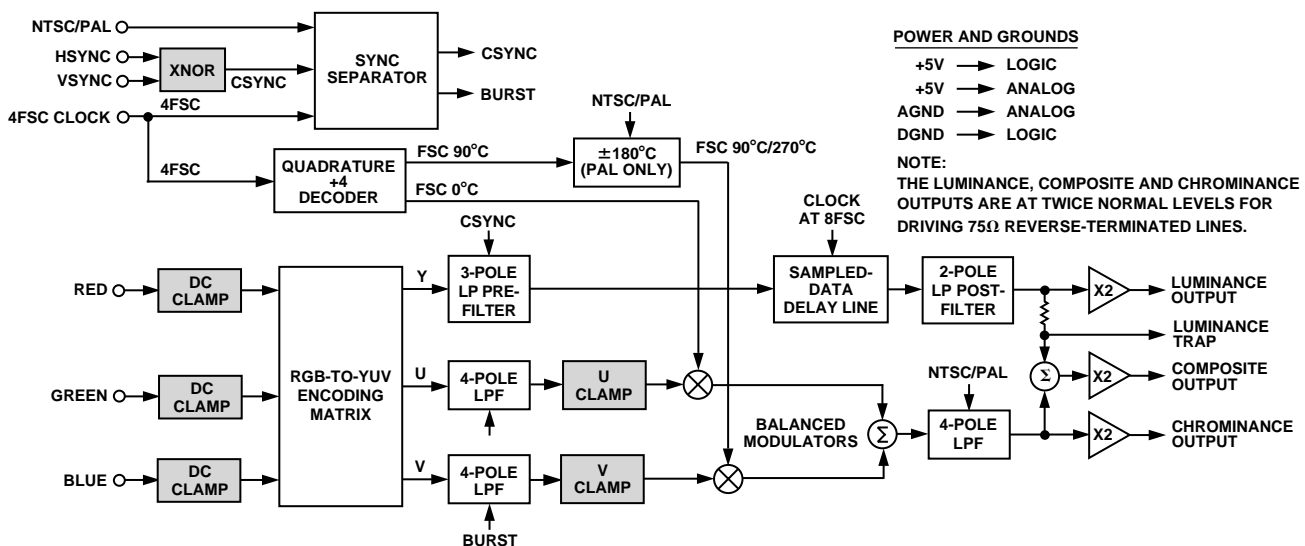 NTSC/PAL
HSYNC
VSYNC
XNOR
CSYNC
4FSC CLOCK
4FSC
SYNC
SEPARATOR
CSYNC
BURST
4FSC
QUADRATURE
+4
DECODER
FSC 90°C
FSC 0°C
NTSC/PAL
±180°C
(PAL ONLY)
FSC 90°C/270°C
POWER AND GROUNDS
+5V LOGIC
+5V ANALOG
AGND ANALOG
DGND LOGIC
NOTE:
THE LUMINANCE, COMPOSITE AND CHROMINANCE
OUTPUTS ARE AT TWICE NORMAL LEVELS FOR
DRIVING 75Ω REVERSE-TERMINATED LINES.
RED
DC
CLAMP
GREEN
DC
CLAMP
BLUE
DC
CLAMP
RGB-TO-YUV
ENCODING
MATRIX
Y
CSYNC
3-POLE
LP PRE-
FILTER
CLOCK
AT 8FSC
SAMPLED-
DATA
DELAY LINE
2-POLE
LP POST-
FILTER
X2
LUMINANCE
OUTPUT
LUMINANCE
TRAP
U
4-POLE
LPF
U
CLAMP
V
4-POLE
LPF
BURST
V
CLAMP
BALANCED
MODULATORS
Σ
NTSC/PAL
4-POLE
LPF
Σ
X2
COMPOSITE
OUTPUT
X2
CHROMINANCE
OUTPUT